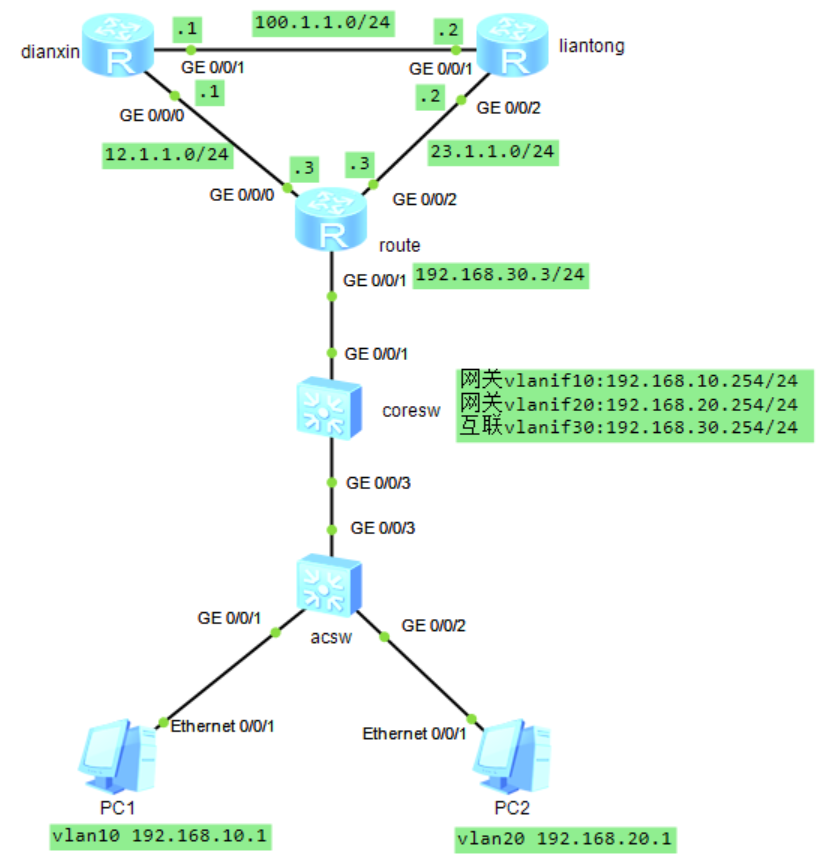 100.1.1.0/24
.1
.2
dianxin
R
R
liantong
GE 0/0/1
GE 0/0/1
.1
.2
GE 0/0/0
GE 0/0/2
12.1.1.0/24
23.1.1.0/24
.3
.3
GE 0/0/0
GE 0/0/2
R
route
GE 0/0/1
192.168.30.3/24
GE 0/0/1
coresw
网关vlanif10:192.168.10.254/24
网关vlanif20:192.168.20.254/24
互联vlanif30:192.168.30.254/24
GE 0/0/3
GE 0/0/3
GE 0/0/1
GE 0/0/2
acsw
Ethernet 0/0/1
Ethernet 0/0/1
PC1
PC2
vlan10 192.168.10.1
vlan20 192.168.20.1